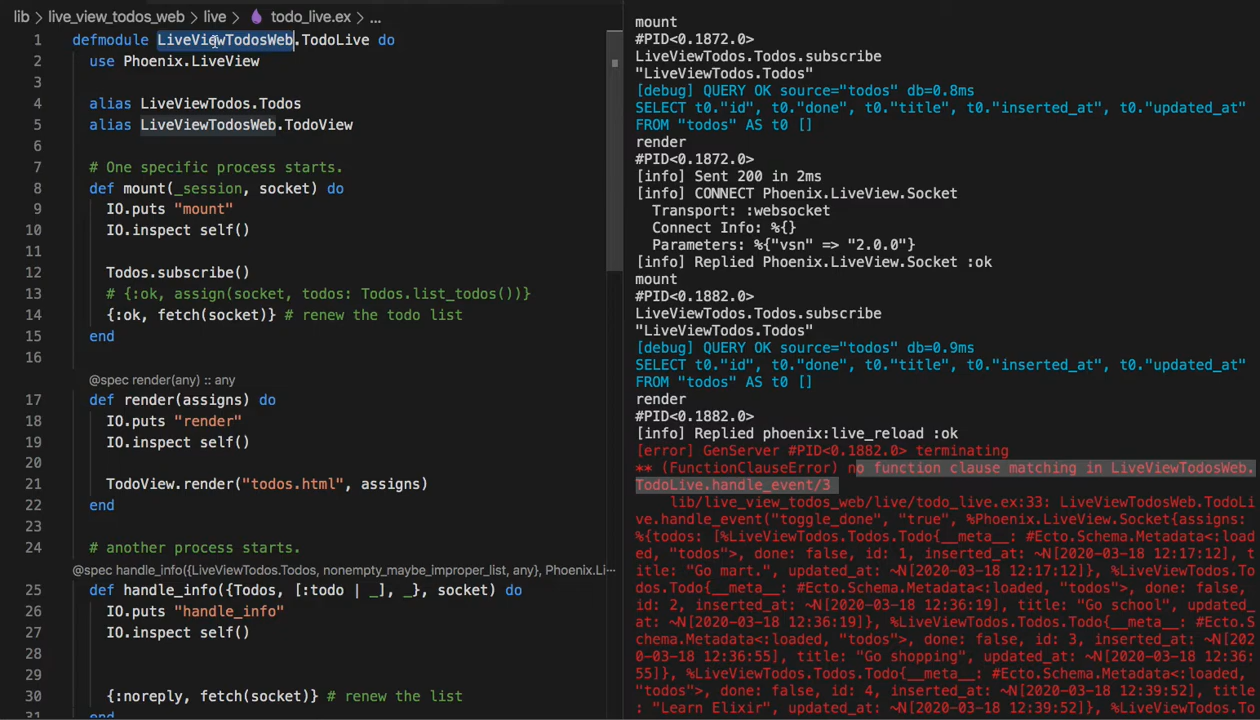 lib › live_view_todos_web › live › todo_live.ex › ...
1 defmodule LiveViewTodosWeb.TodoLive do
2 use Phoenix.LiveView
3
4 alias LiveViewTodos.Todos
5 alias LiveViewTodosWeb.TodoView
6
7 # One specific process starts.
8 def mount(_session, socket) do
9 IO.puts "mount"
10 IO.inspect self()
11
12 Todos.subscribe()
13 # {:ok, assign(socket, todos: Todos.list_todos())}
14 {:ok, fetch(socket)} # renew the todo list
15 end
16
@spec render(any) :: any
17 def render(assigns) do
18 IO.puts "render"
19 IO.inspect self()
20
21 TodoView.render("todos.html", assigns)
22 end
23
24 # another process starts.
@spec handle_info({LiveViewTodos.Todos, nonempty_maybe_improper_list, any}, Phoenix.Li…
25 def handle_info({Todos, [:todo | _], _}, socket) do
26 IO.puts "handle_info"
27 IO.inspect self()
28
29
30 {:noreply, fetch(socket)} # renew the list
31 end
mount
#PID<0.1872.0>
LiveViewTodos.Todos.subscribe
"LiveViewTodos.Todos"
[debug] QUERY OK source="todos" db=0.8ms
SELECT t0."id", t0."done", t0."title", t0."inserted_at", t0."updated_at"
FROM "todos" AS t0 []
render
#PID<0.1872.0>
[info] Sent 200 in 2ms
[info] CONNECT Phoenix.LiveView.Socket
Transport: :websocket
Connect Info: %{}
Parameters: %{"vsn" => "2.0.0"}
[info] Replied Phoenix.LiveView.Socket :ok
mount
#PID<0.1882.0>
LiveViewTodos.Todos.subscribe
"LiveViewTodos.Todos"
[debug] QUERY OK source="todos" db=0.9ms
SELECT t0."id", t0."done", t0."title", t0."inserted_at", t0."updated_at"
FROM "todos" AS t0 []
render
#PID<0.1882.0>
[info] Replied phoenix:live_reload :ok
[error] GenServer #PID<0.1882.0> terminating
** (FunctionClauseError) no function clause matching in LiveViewTodosWeb.
TodoLive.handle_event/3
lib/live_view_todos_web/live/todo_live.ex:33: LiveViewTodosWeb.TodoLi
ve.handle_event("toggle_done", "true", %Phoenix.LiveView.Socket{assigns:
%{todos: [%LiveViewTodos.Todos.Todo{__meta__: #Ecto.Schema.Metadata<:load
ed, "todos">, done: false, id: 1, inserted_at: ~N[2020-03-18 12:17:12], t
itle: "Go mart.", updated_at: ~N[2020-03-18 12:17:12]}, %LiveViewTodos.To
dos.Todo{__meta__: #Ecto.Schema.Metadata<:loaded, "todos">, done: false,
id: 2, inserted_at: ~N[2020-03-18 12:36:19], title: "Go school", updated_
at: ~N[2020-03-18 12:36:19]}, %LiveViewTodos.Todos.Todo{__meta__: #Ecto.S
chema.Metadata<:loaded, "todos">, done: false, id: 3, inserted_at: ~N[202
0-03-18 12:36:55], title: "Go shopping", updated_at: ~N[2020-03-18 12:36:
55]}, %LiveViewTodos.Todos.Todo{__meta__: #Ecto.Schema.Metadata<:loaded,
"todos">, done: false, id: 4, inserted_at: ~N[2020-03-18 12:39:52], title
: "Learn Elixir", updated_at: ~N[2020-03-18 12:39:52]}, %LiveViewTodos.To